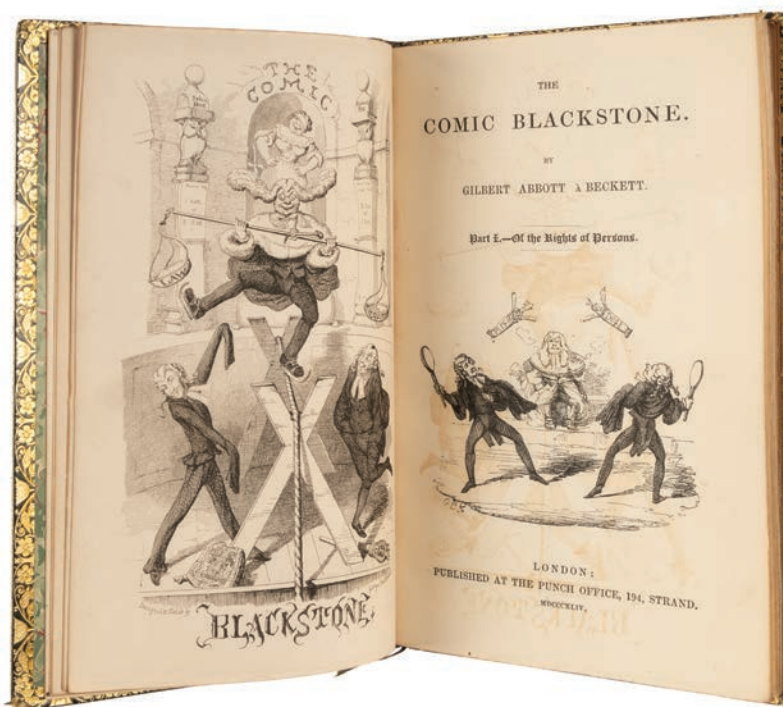 THE
COMIC
LAW
BLACKSTONE.
THE
COMIC BLACKSTONE.
BY
GILBERT ABBOTT À BECKETT.
Part I.—Of the Rights of Persons.
LONDON:
PUBLISHED AT THE PUNCH OFFICE, 194, STRAND.
MDCCCXLIV.